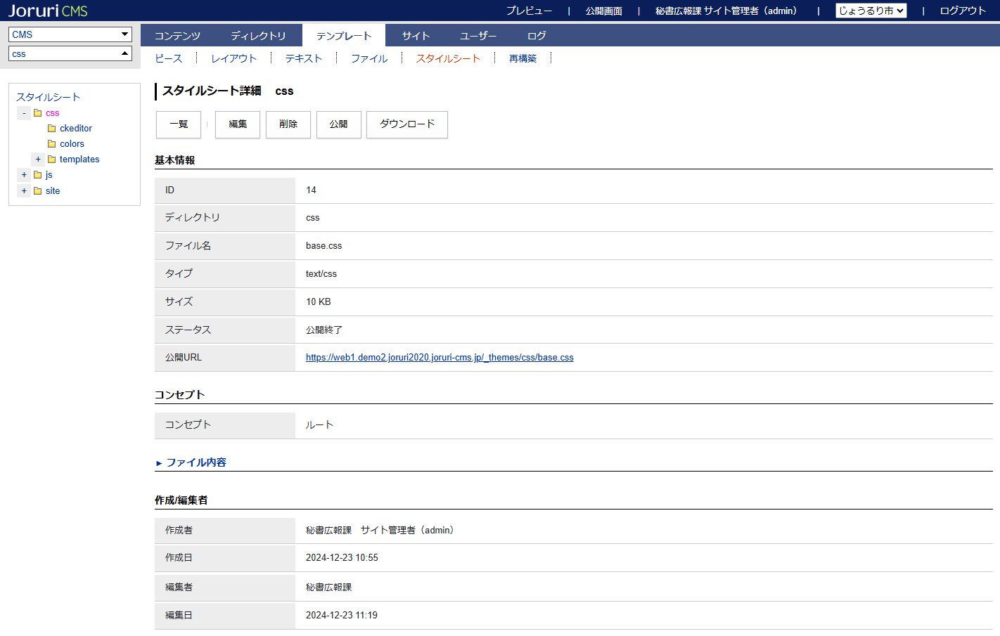 Joruri CMS プレビュー | 公開画面 | 秘書広報課 サイト管理者（admin） | じょうるり市 | ログアウト
CMS
css
コンテンツ ディレクトリ テンプレート サイト ユーザー ログ
ピース レイアウト テキスト ファイル スタイルシート 再構築
スタイルシート
- css
ckeditor
colors
+ templates
+ js
+ site
スタイルシート詳細 css
一覧 編集 削除 公開 ダウンロード
基本情報
ID 14
ディレクトリ css
ファイル名 base.css
タイプ text/css
サイズ 10 KB
ステータス 公開終了
公開URL https://web1.demo2.joruri2020.joruri-cms.jp/_themes/css/base.css
コンセプト
コンセプト ルート
► ファイル内容
作成/編集者
作成者 秘書広報課　サイト管理者（admin）
作成日 2024-12-23 10:55
編集者 秘書広報課
編集日 2024-12-23 11:19